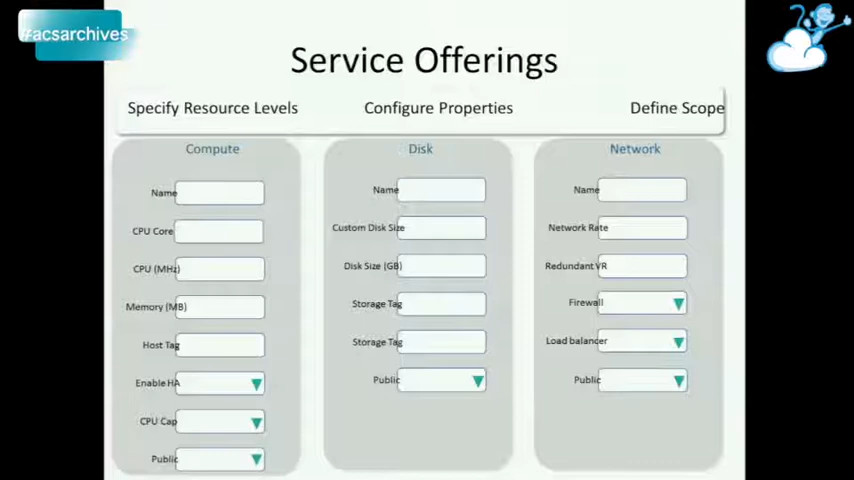 #acsarchives
Service Offerings
Specify Resource Levels
Configure Properties
Define Scope
Compute
Name
CPU Core
CPU (MHz)
Memory (MB)
Host Tag
Enable HA
CPU Cap
Public
Disk
Name
Custom Disk Size
Disk Size (GB)
Storage Tag
Storage Tag
Public
Network
Name
Network Rate
Redundant VR
Firewall
Load balancer
Public